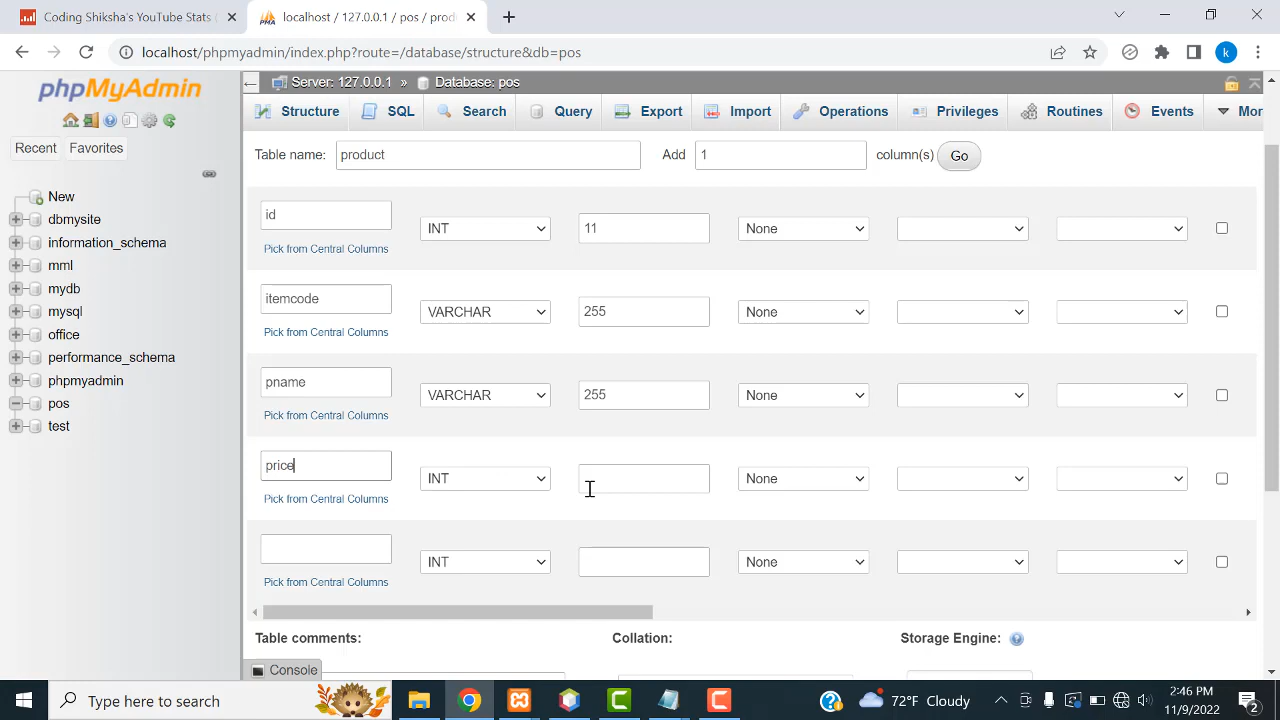 Coding Shiksha's YouTube Stats (
localhost / 127.0.0.1 / pos / prod
localhost/phpmyadmin/index.php?route=/database/structure&db=pos
k
phpMyAdmin
Recent
Favorites
New
dbmysite
information_schema
mml
mydb
mysql
office
performance_schema
phpmyadmin
pos
test
Server: 127.0.0.1 » Database: pos
Structure SQL Search Query Export Import Operations Privileges Routines Events Mor
Table name: product Add 1 column(s) Go
id INT 11 None
Pick from Central Columns
itemcode VARCHAR 255 None
Pick from Central Columns
pname VARCHAR 255 None
Pick from Central Columns
price INT None
Pick from Central Columns
INT None
Pick from Central Columns
Table comments: Collation: Storage Engine:
Console
Type here to search
72°F Cloudy
2:46 PM
11/9/2022
2